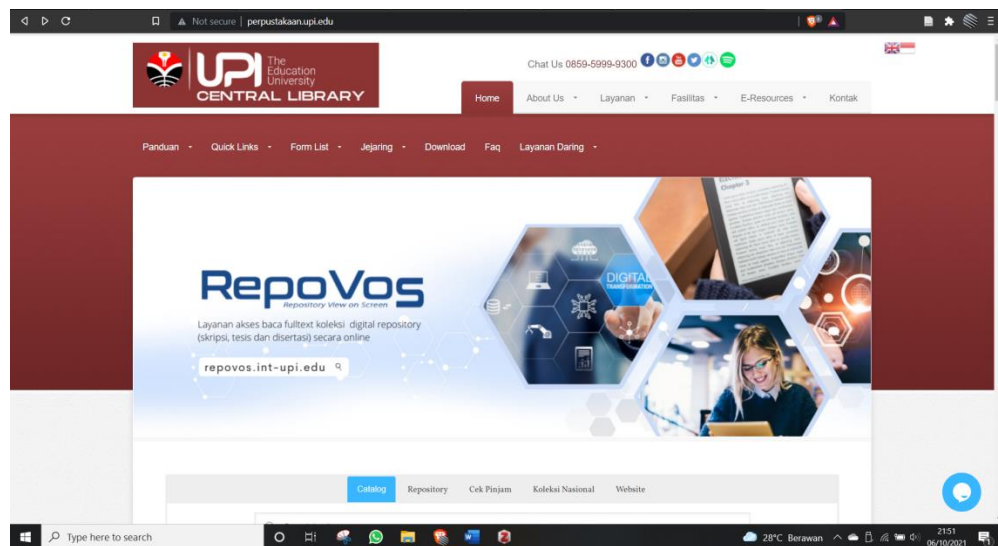 Not secure | perpustakaan.upi.edu
UPI The Education University
CENTRAL LIBRARY
Chat Us 0859-5999-9300
Home About Us Layanan Fasilitas E-Resources Kontak
Panduan Quick Links Form List Jejaring Download Faq Layanan Daring
RepoVos
Repository View on Screen
Layanan akses baca fulltext koleksi digital repository
(skripsi, tesis dan disertasi) secara online
repovos.int-upi.edu
DIGITAL
TRANSFORMATION
Chapter 3
Catalog Repository Cek Pinjam Koleksi Nasional Website
Type here to search
28°C Berawan
21:51
06/10/2021